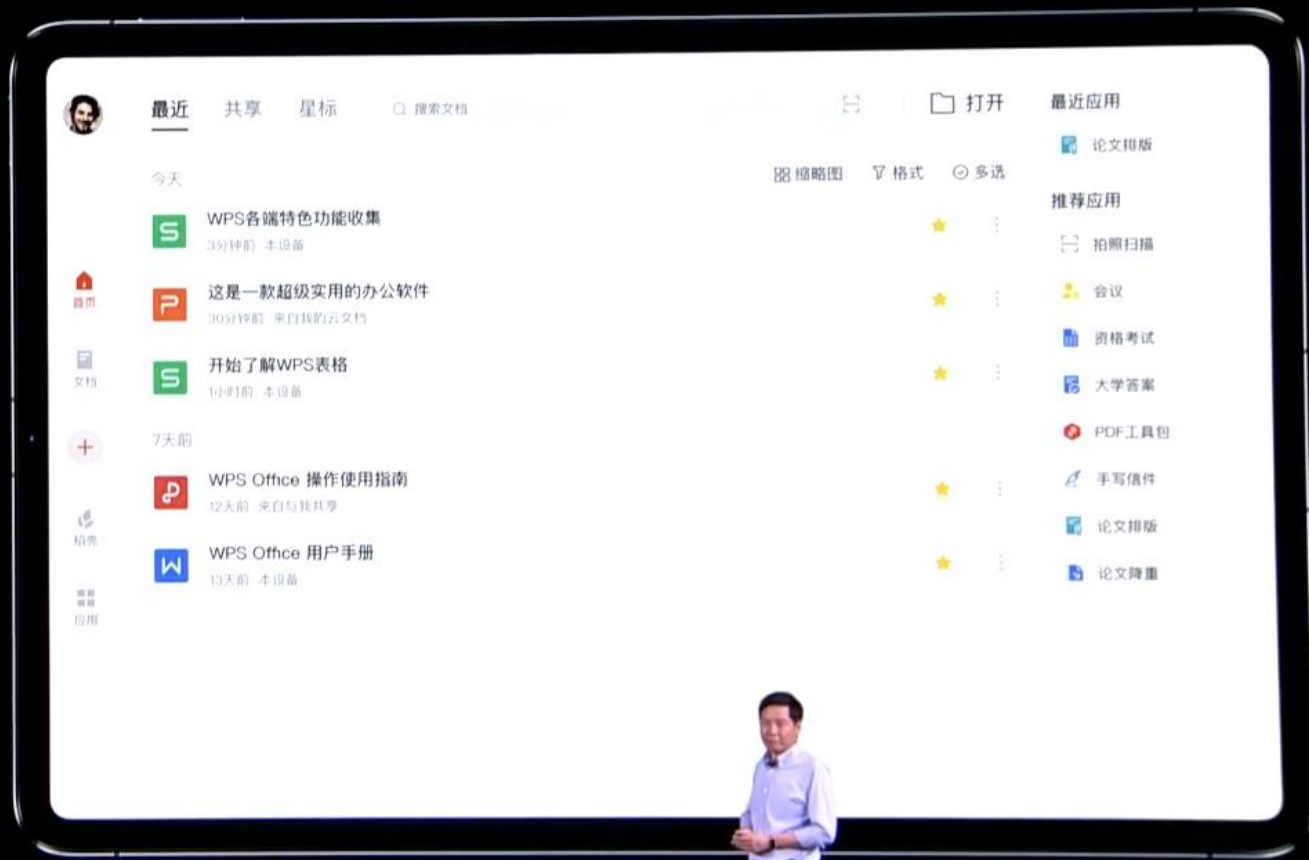 最近 共享 星标 搜索文档 打开
今天 缩略图 格式 多选
WPS各端特色功能收集
3分钟前 本设备
这是一款超级实用的办公软件
30分钟前 来自我的云文档
开始了解WPS表格
1小时前 本设备
7天前
WPS Office 操作使用指南
12天前 来自与我共享
WPS Office 用户手册
13天前 本设备
首页
文档
稻壳
应用
最近应用
论文排版
推荐应用
拍照扫描
会议
资格考试
大学答案
PDF工具包
手写信件
论文排版
论文降重